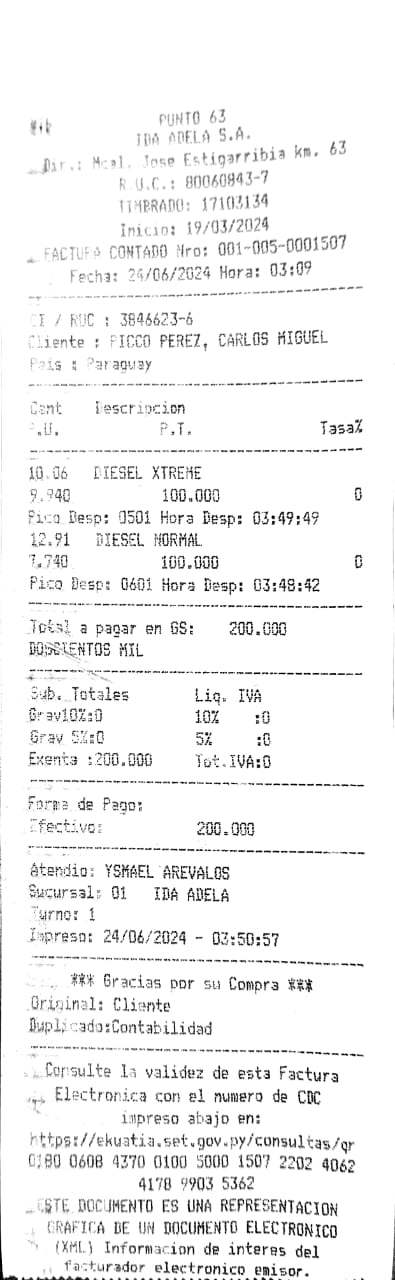 PUNTO 63
IDA ADELA S.A.
Dir.: Mcal. Jose Estigarribia km. 63
R.U.C.: 80060843-7
TIMBRADO: 17103134
Inicio: 19/03/2024
FACTURA CONTADO Nro: 001-005-0001507
Fecha: 24/06/2024 Hora: 03:09
CI / RUC : 3846623-6
Cliente : PICCO PEREZ, CARLOS MIGUEL
Pais : Paraguay
Cant Descripcion
P.U. P.T. Tasa%
10.06 DIESEL XTREME
9.940 100.000 0
Pico Desp: 0501 Hora Desp: 03:49:49
12.91 DIESEL NORMAL
7.740 100.000 0
Pico Desp: 0601 Hora Desp: 03:48:42
Total a pagar en GS: 200.000
DOSCIENTOS MIL
Sub. Totales Liq. IVA
Grav10%:0 10% :0
Grav 5%:0 5% :0
Exenta :200.000 Tot.IVA:0
Forma de Pago:
Efectivo: 200.000
Atendio: YSMAEL AREVALOS
Sucursal: 01 IDA ADELA
Turno: 1
Impreso: 24/06/2024 - 03:50:57
*** Gracias por su Compra ***
Original: Cliente
Duplicado:Contabilidad
Consulte la validez de esta Factura
Electronica con el numero de CDC
impreso abajo en:
https://ekuatia.set.gov.py/consultas/qr
0180 0608 4370 0100 5000 1507 2202 4062
4178 9903 5362
ESTE DOCUMENTO ES UNA REPRESENTACION
GRAFICA DE UN DOCUMENTO ELECTRONICO
(XML) Informacion de interes del
facturador electronico emisor.